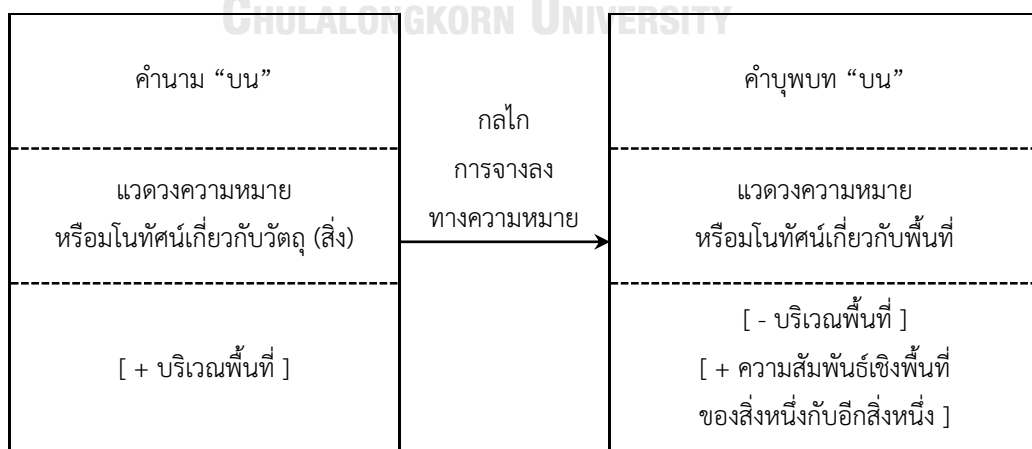 CHULALONGKORN UNIVERSITY
คำนาม “บน”
แวดวงความหมาย
หรือมโนทัศน์เกี่ยวกับวัตถุ (สิ่ง)
[ + บริเวณพื้นที่ ]
กลไก
การจางลง
ทางความหมาย
คำบุพบท “บน”
แวดวงความหมาย
หรือมโนทัศน์เกี่ยวกับพื้นที่
[ - บริเวณพื้นที่ ]
[ + ความสัมพันธ์เชิงพื้นที่
ของสิ่งหนึ่งกับอีกสิ่งหนึ่ง ]